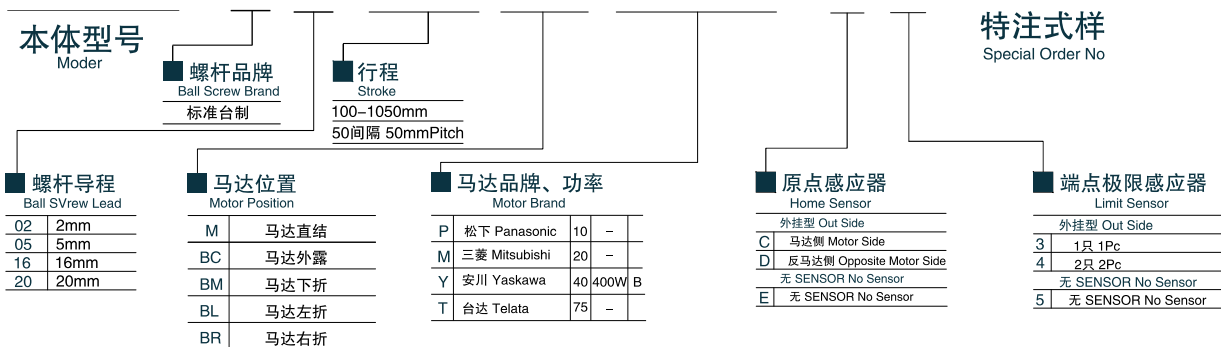 本体型号
Moder
特注式样
Special Order No
螺杆品牌
Ball Screw Brand
标准台制
行程
Stroke
100-1050mm
50间隔 50mmPitch
螺杆导程
Ball SVrew Lead
02 2mm
05 5mm
16 16mm
20 20mm
马达位置
Motor Position
M 马达直结
BC 马达外露
BM 马达下折
BL 马达左折
BR 马达右折
马达品牌、功率
Motor Brand
P 松下 Panasonic 10 –
M 三菱 Mitsubishi 20 –
Y 安川 Yaskawa 40 400W B
T 台达 Telata 75 –
原点感应器
Home Sensor
外挂型 Out Side
C 马达侧 Motor Side
D 反马达侧 Opposite Motor Side
无 SENSOR No Sensor
E 无 SENSOR No Sensor
端点极限感应器
Limit Sensor
外挂型 Out Side
3 1只 1Pc
4 2只 2Pc
无 SENSOR No Sensor
5 无 SENSOR No Sensor